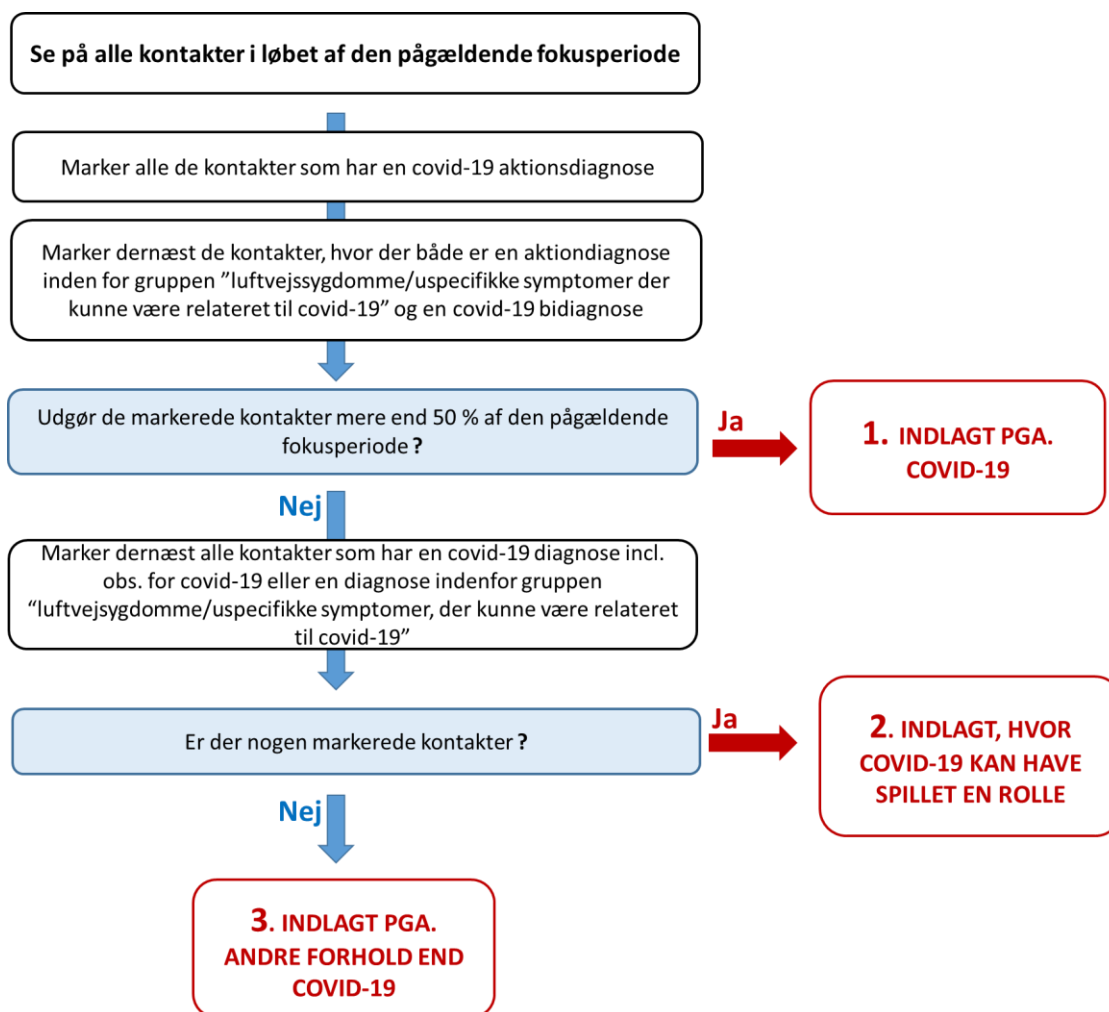 Se på alle kontakter i løbet af den pågældende fokusperiode
Marker alle de kontakter som har en covid-19 aktionsdiagnose
Marker dernæst de kontakter, hvor der både er en aktiondiagnose
inden for gruppen ”luftvejssygdomme/uspecifikke symptomer der
kunne være relateret til covid-19” og en covid-19 bidiagnose
Udgør de markerede kontakter mere end 50 % af den pågældende
fokusperiode ?
Ja
1. INDLAGT PGA.
COVID-19
Nej
Marker dernæst alle kontakter som har en covid-19 diagnose incl.
obs. for covid-19 eller en diagnose indenfor gruppen
“luftvejsygdomme/uspecifikke symptomer, der kunne være relateret
til covid-19”
Er der nogen markerede kontakter ?
Ja
2. INDLAGT, HVOR
COVID-19 KAN HAVE
SPILLET EN ROLLE
Nej
3. INDLAGT PGA.
ANDRE FORHOLD END
COVID-19